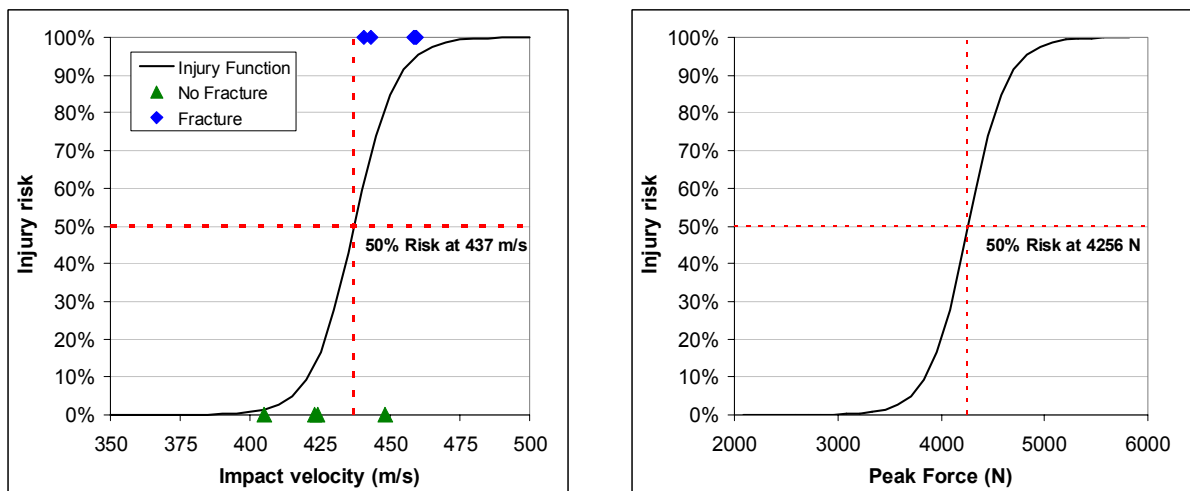 100%
90%
80%
70%
60%
50%
40%
30%
20%
10%
0%
Injury risk
Injury Function
No Fracture
Fracture
50% Risk at 437 m/s
350 375 400 425 450 475 500
Impact velocity (m/s)
100%
90%
80%
70%
60%
50%
40%
30%
20%
10%
0%
Injury risk
50% Risk at 4256 N
2000 3000 4000 5000 6000
Peak Force (N)